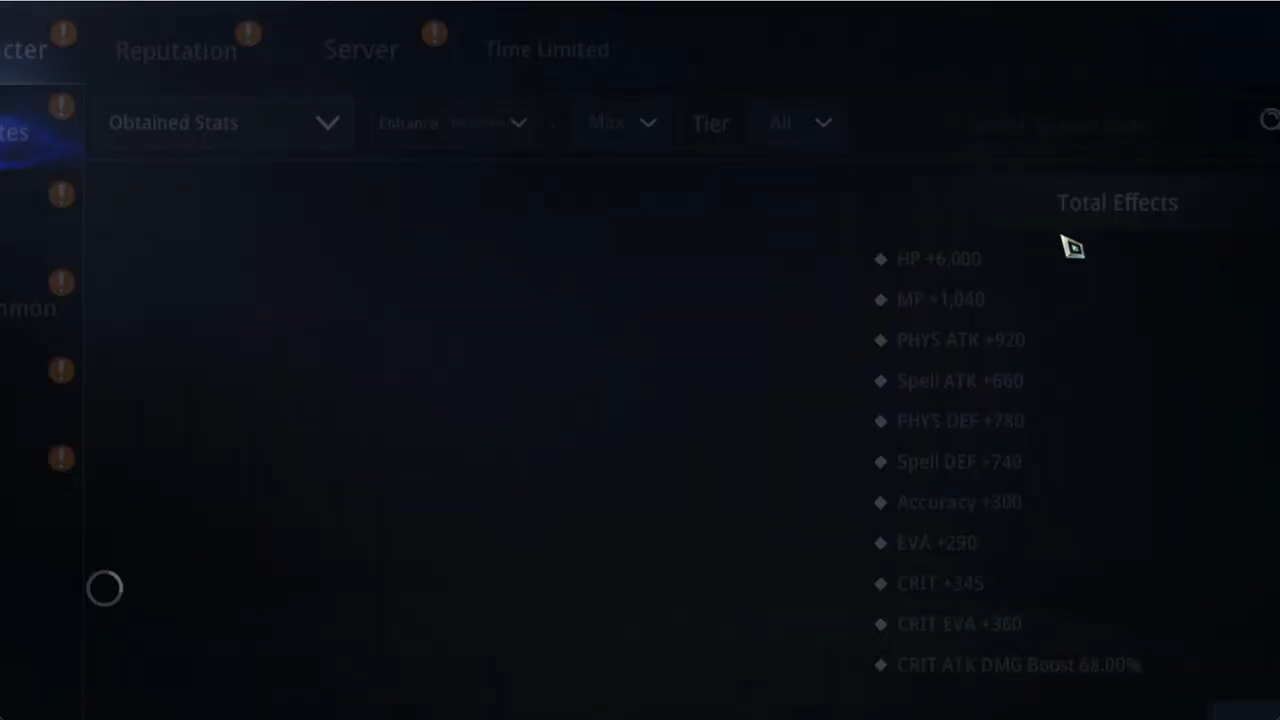 cter Reputation Server Time Limited
tes
Obtained Stats Enhance Max Tier All
Total Effects
HP +6,000
MP +1,040
mmon
PHYS ATK +920
Spell ATK +660
PHYS DEF +780
Spell DEF +740
Accuracy +300
EVA +290
CRIT +345
CRIT EVA +360
CRIT ATK DMG Boost 68.00%